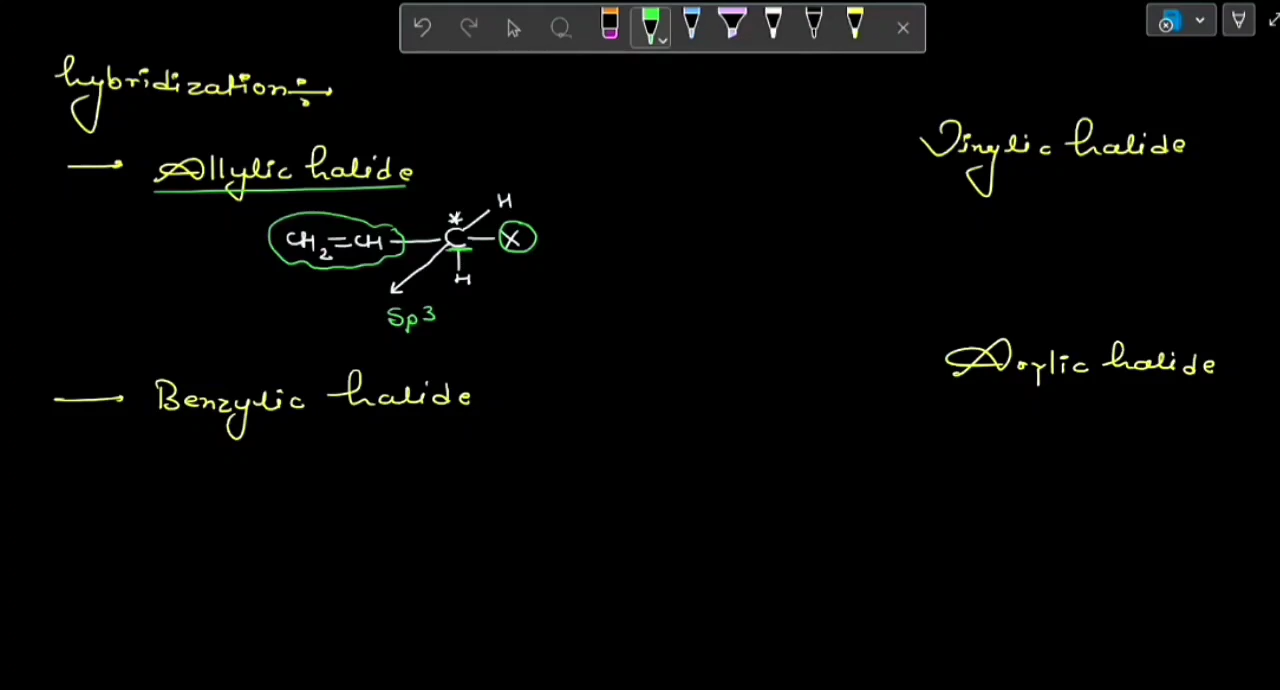 hybridization:→
→ Allylic halide
CH₂=CH—C*—X
H
H
Sp3
→ Benzylic halide
Vinylic halide
Arylic halide